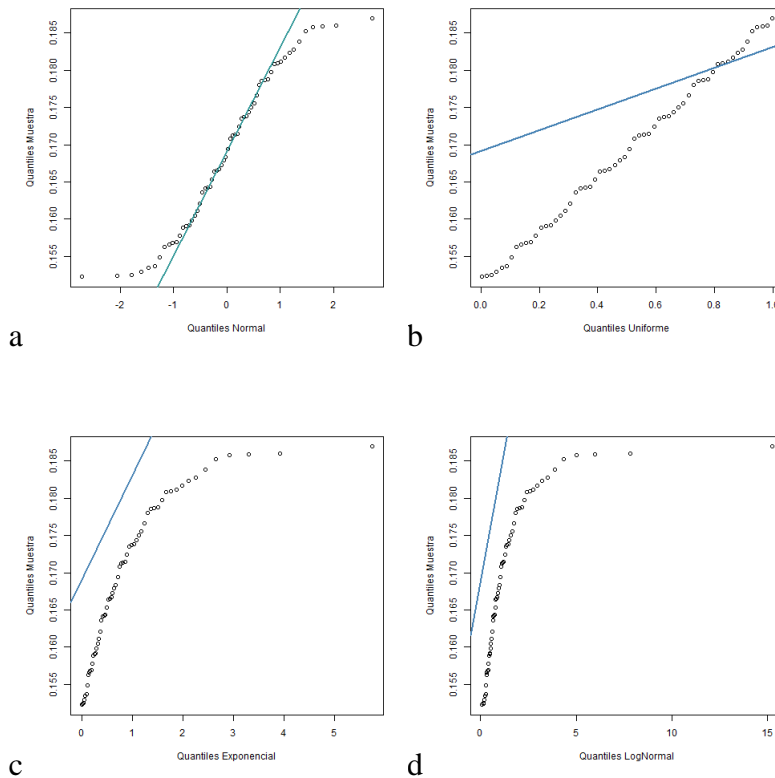 0.155 0.160 0.165 0.170 0.175 0.180 0.185
Quantiles Muestra
-2 -1 0 1 2
Quantiles Normal
a
0.155 0.160 0.165 0.170 0.175 0.180 0.185
Quantiles Muestra
0.0 0.2 0.4 0.6 0.8 1.0
Quantiles Uniforme
b
0.155 0.160 0.165 0.170 0.175 0.180 0.185
Quantiles Muestra
0 1 2 3 4 5
Quantiles Exponencial
c
0.155 0.160 0.165 0.170 0.175 0.180 0.185
Quantiles Muestra
0 5 10 15
Quantiles LogNormal
d